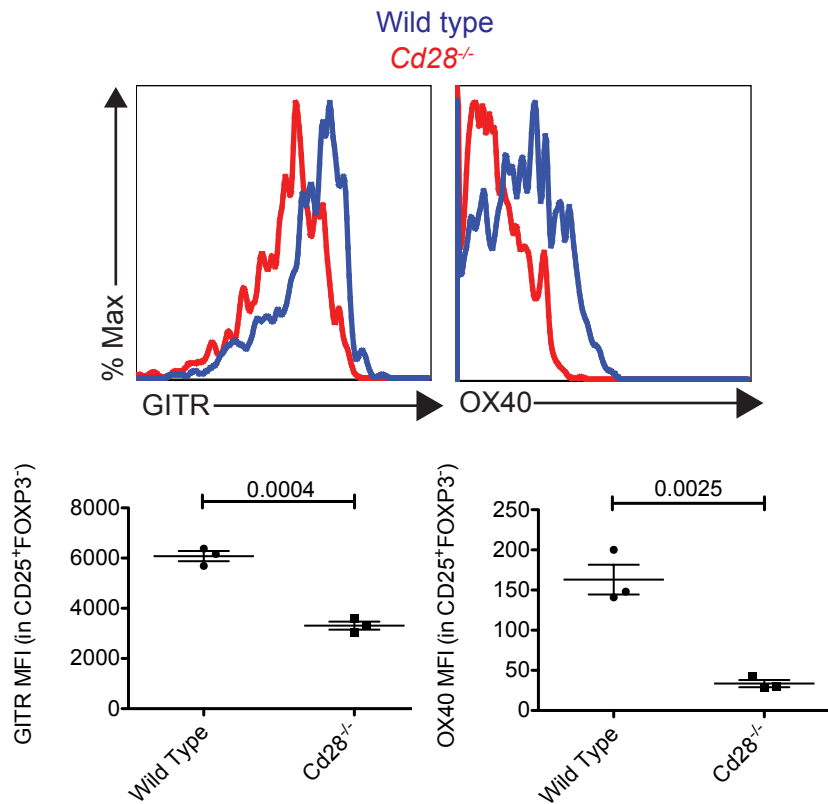 Wild type
Cd28-/-
% Max
GITR
OX40
GITR MFI (in CD25+FOXP3-)
8000
6000
4000
2000
0
0.0004
Wild Type
Cd28-/-
OX40 MFI (in CD25+FOXP3-)
250
200
150
100
50
0
0.0025
Wild Type
Cd28-/-